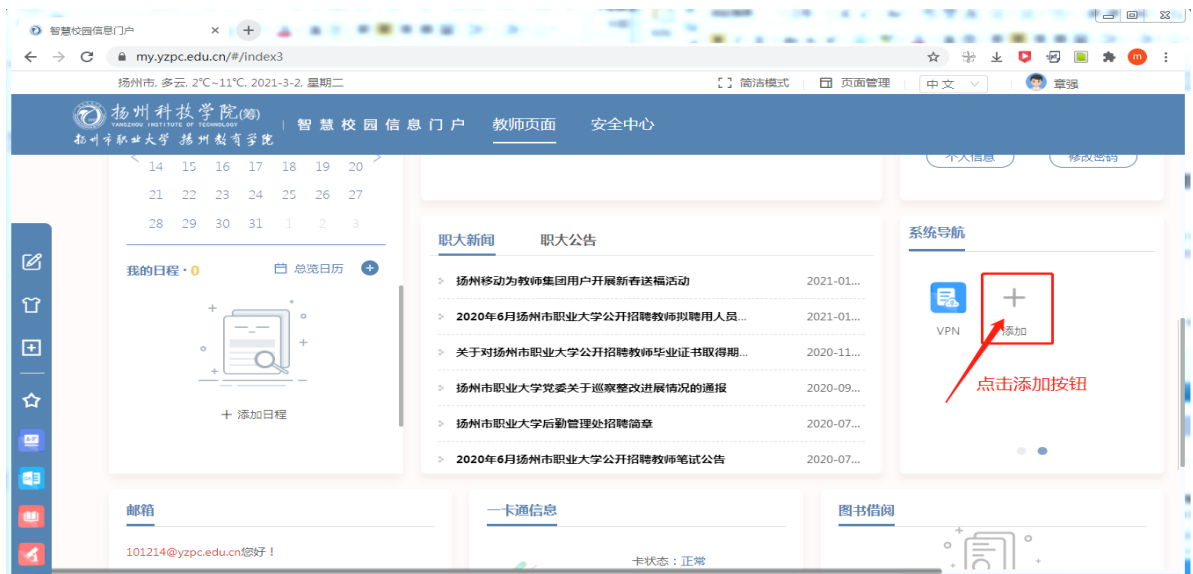 智慧校园信息门户
my.yzpc.edu.cn/#/index3
m
扬州市, 多云, 2℃~11℃, 2021-3-2, 星期二
简洁模式
页面管理
中文
章强
扬州科技学院(筹)
YANGZHOU INSTITUTE OF TECHNOLOGY
扬州市职业大学 扬州教育学院
智慧校园信息门户
教师页面
安全中心
个人信息
修改密码
14 15 16 17 18 19 20
21 22 23 24 25 26 27
28 29 30 31 1 2 3
我的日程·0
总览日历
添加日程
职大新闻
职大公告
扬州移动为教师集团用户开展新春送福活动 2021-01...
2020年6月扬州市职业大学公开招聘教师拟聘用人员... 2021-01...
关于对扬州市职业大学公开招聘教师毕业证书取得期... 2020-11...
扬州市职业大学党委关于巡察整改进展情况的通报 2020-09...
扬州市职业大学后勤管理处招聘简章 2020-07...
2020年6月扬州市职业大学公开招聘教师笔试公告 2020-07...
系统导航
VPN
添加
点击添加按钮
邮箱
101214@yzpc.edu.cn您好！
一卡通信息
卡状态：正常
图书借阅